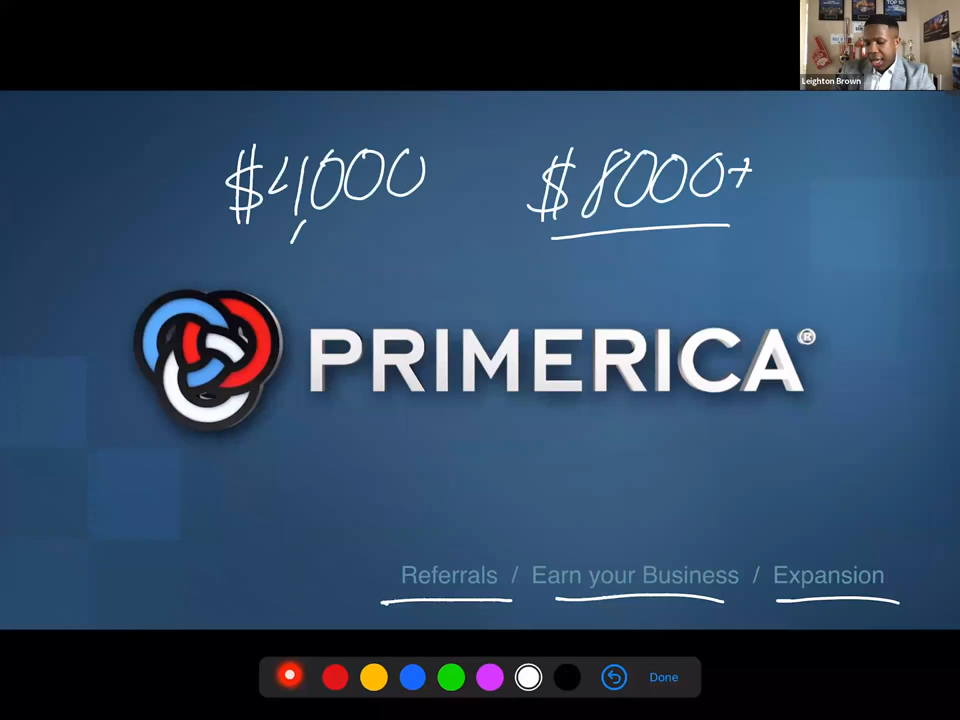 Leighton Brown
$4000 $8000+
PRIMERICA®
Referrals / Earn your Business / Expansion
Done